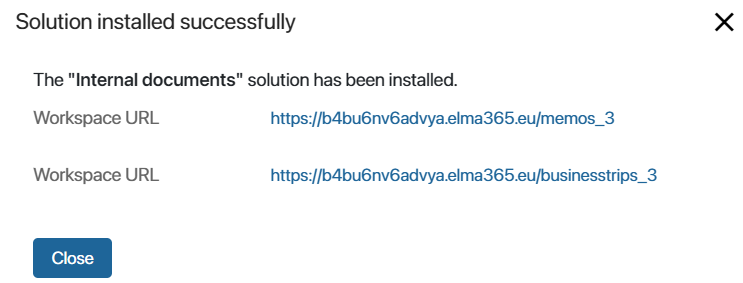 Solution installed successfully
The "Internal documents" solution has been installed.
Workspace URL https://b4bu6nv6advya.elma365.eu/memos_3
Workspace URL https://b4bu6nv6advya.elma365.eu/businesstrips_3
Close